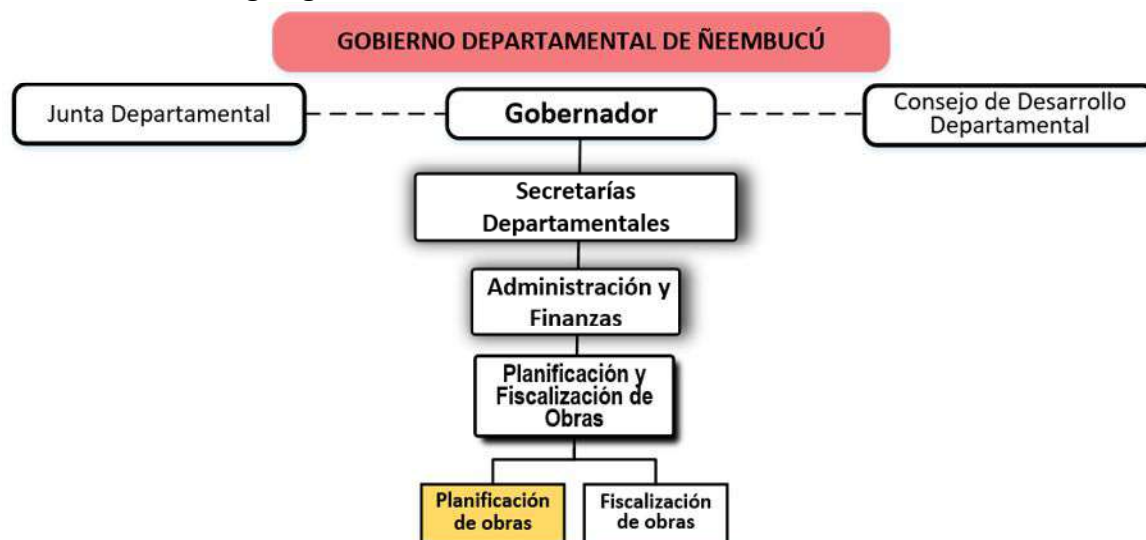 GOBIERNO DEPARTAMENTAL DE ÑEEMBUCÚ
Junta Departamental
Gobernador
Consejo de Desarrollo
Departamental
Secretarías
Departamentales
Administración y
Finanzas
Planificación y
Fiscalización de
Obras
Planificación
de obras
Fiscalización
de obras